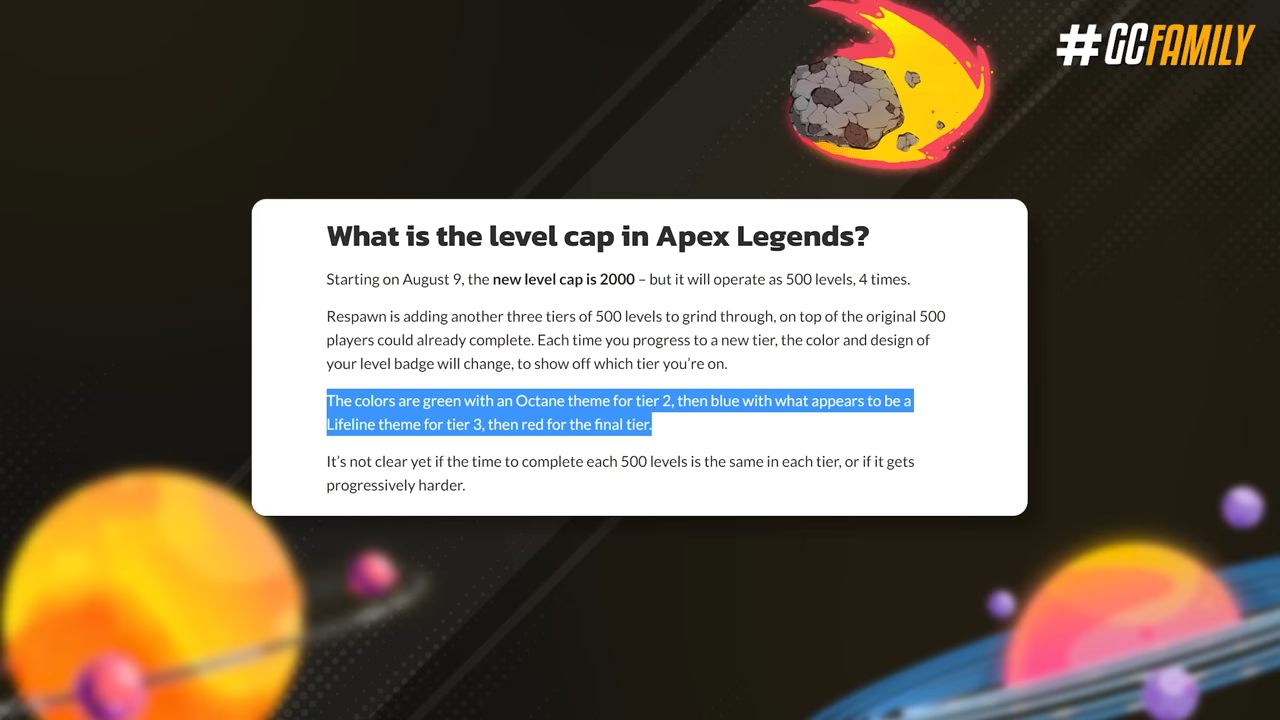 #GCFAMILY
What is the level cap in Apex Legends?
Starting on August 9, the new level cap is 2000 – but it will operate as 500 levels, 4 times.
Respawn is adding another three tiers of 500 levels to grind through, on top of the original 500
players could already complete. Each time you progress to a new tier, the color and design of
your level badge will change, to show off which tier you’re on.
The colors are green with an Octane theme for tier 2, then blue with what appears to be a
Lifeline theme for tier 3, then red for the final tier.
It’s not clear yet if the time to complete each 500 levels is the same in each tier, or if it gets
progressively harder.